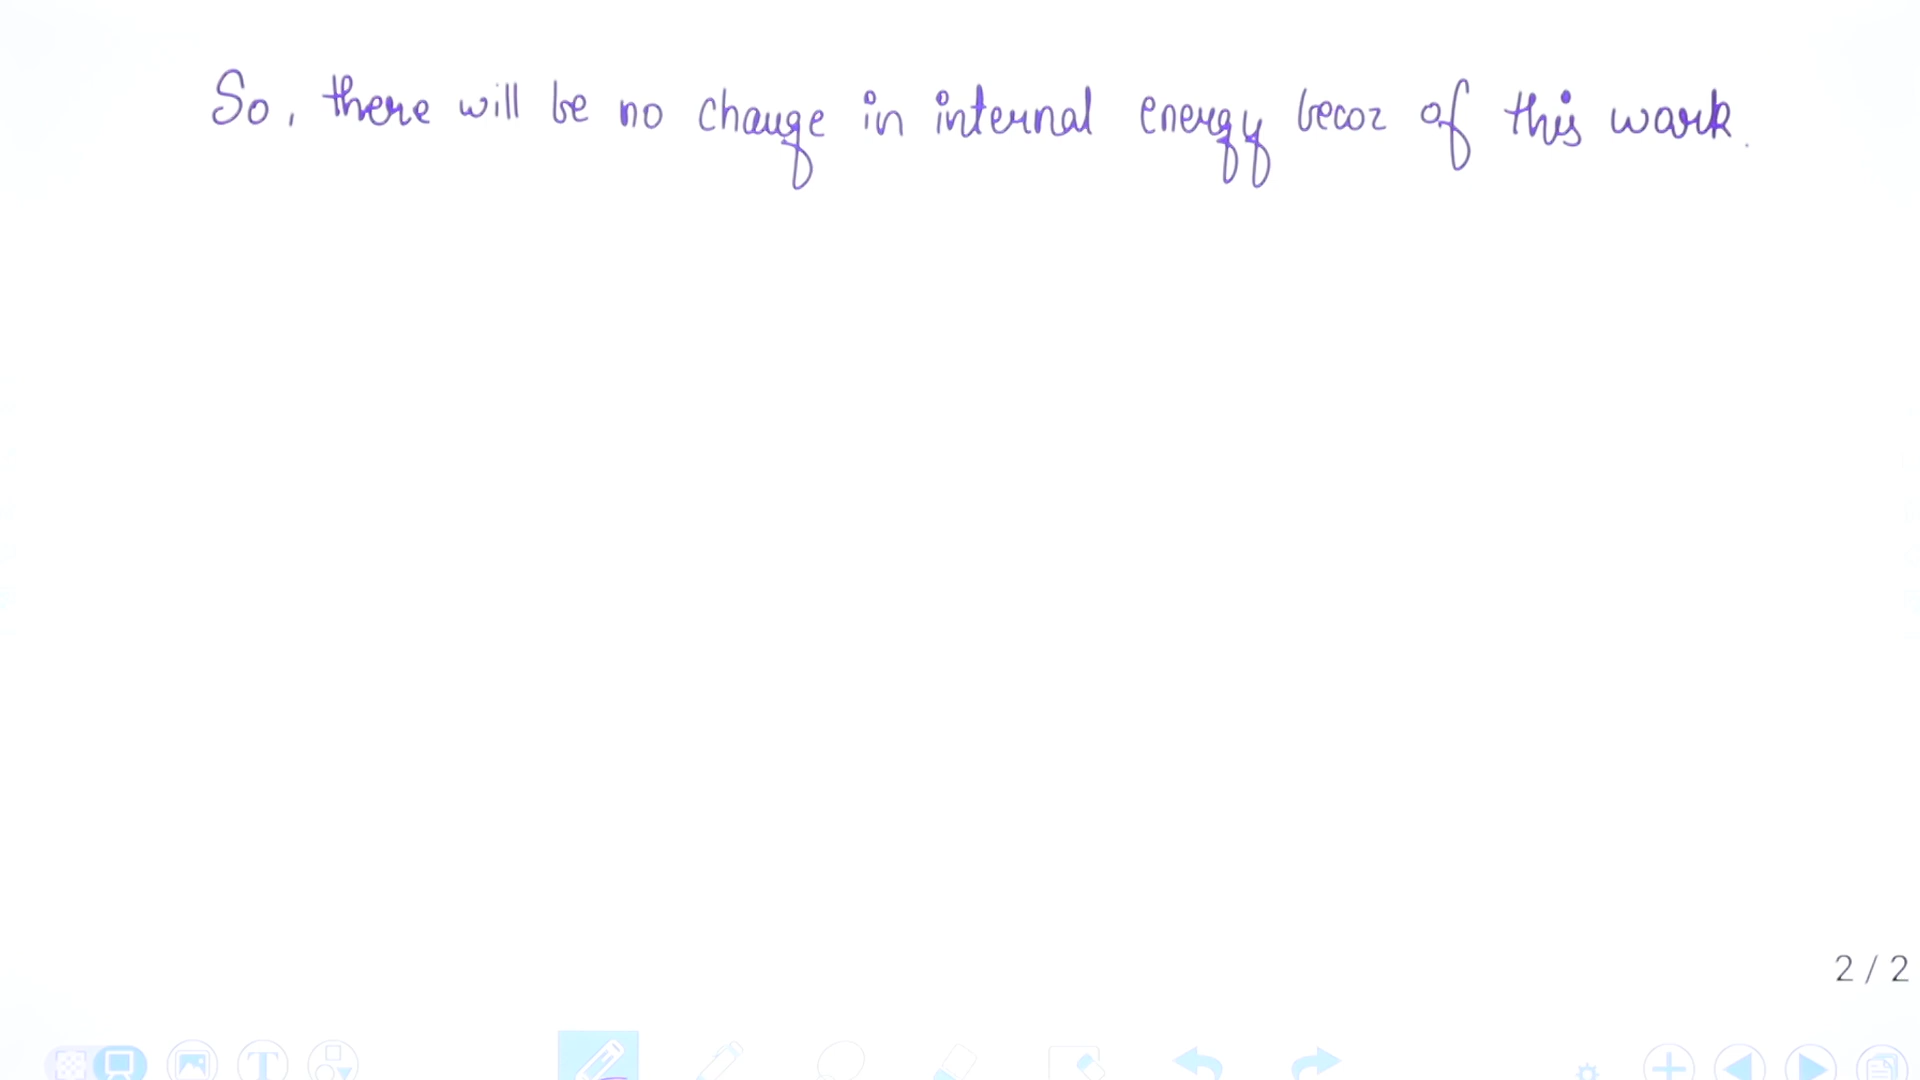 So, there will be no change in internal energy becoz of this work.
2 / 2
T